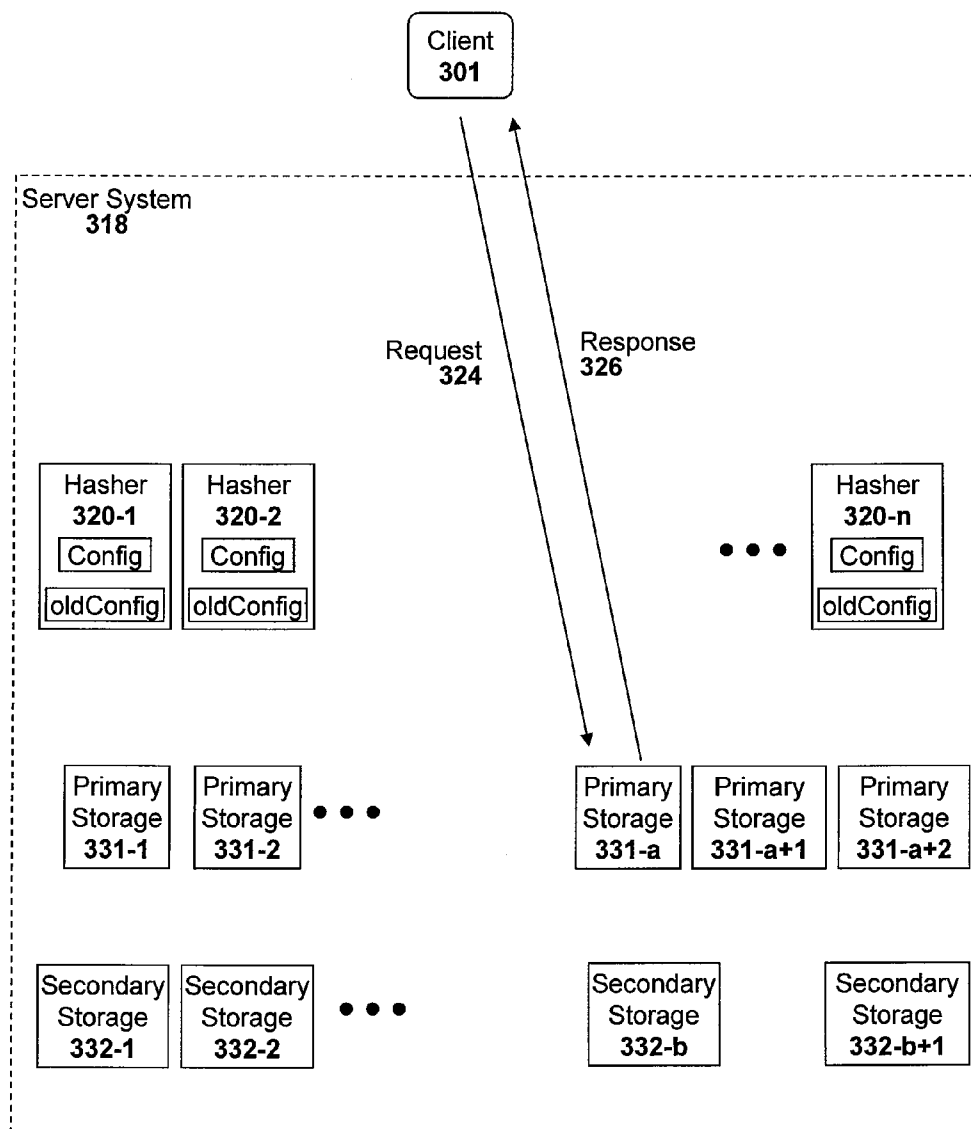 Client
301
Server System
318
Request
324
Response
326
Hasher
320-1
Config
oldConfig
Hasher
320-2
Config
oldConfig
Hasher
320-n
Config
oldConfig
Primary
Storage
331-1
Primary
Storage
331-2
Primary
Storage
331-a
Primary
Storage
331-a+1
Primary
Storage
331-a+2
Secondary
Storage
332-1
Secondary
Storage
332-2
Secondary
Storage
332-b
Secondary
Storage
332-b+1